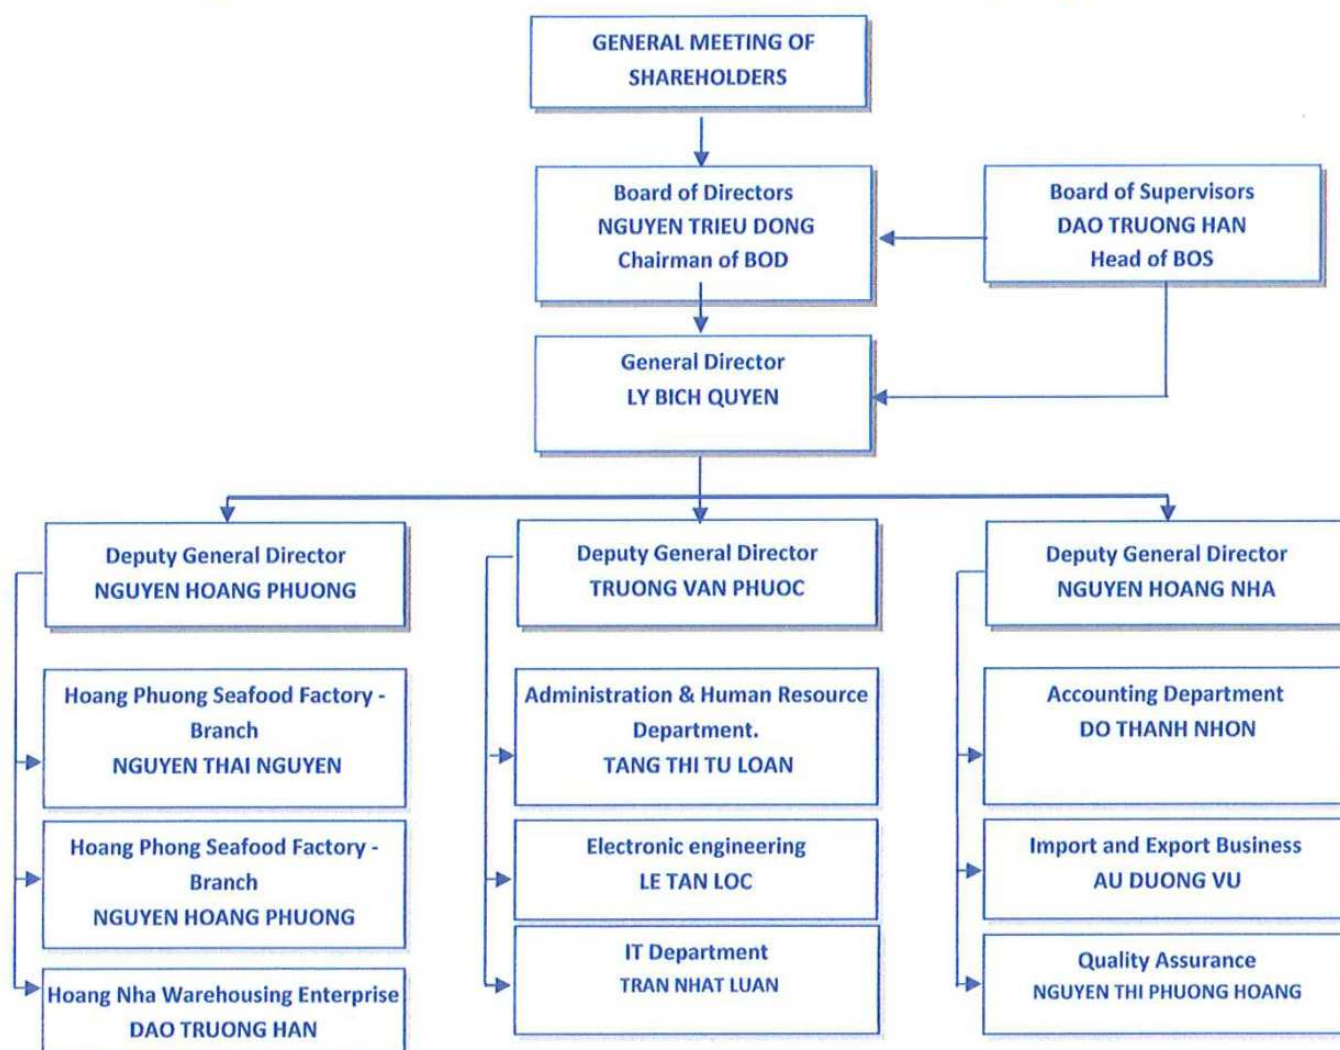 GENERAL MEETING OF
SHAREHOLDERS
Board of Directors
NGUYEN TRIEU DONG
Chairman of BOD
Board of Supervisors
DAO TRUONG HAN
Head of BOS
General Director
LY BICH QUYEN
Deputy General Director
NGUYEN HOANG PHUONG
Deputy General Director
TRUONG VAN PHUOC
Deputy General Director
NGUYEN HOANG NHA
Hoang Phuong Seafood Factory -
Branch
NGUYEN THAI NGUYEN
Administration & Human Resource
Department.
TANG THI TU LOAN
Accounting Department
DO THANH NHON
Hoang Phong Seafood Factory -
Branch
NGUYEN HOANG PHUONG
Electronic engineering
LE TAN LOC
Import and Export Business
AU DUONG VU
Hoang Nha Warehousing Enterprise
DAO TRUONG HAN
IT Department
TRAN NHAT LUAN
Quality Assurance
NGUYEN THI PHUONG HOANG